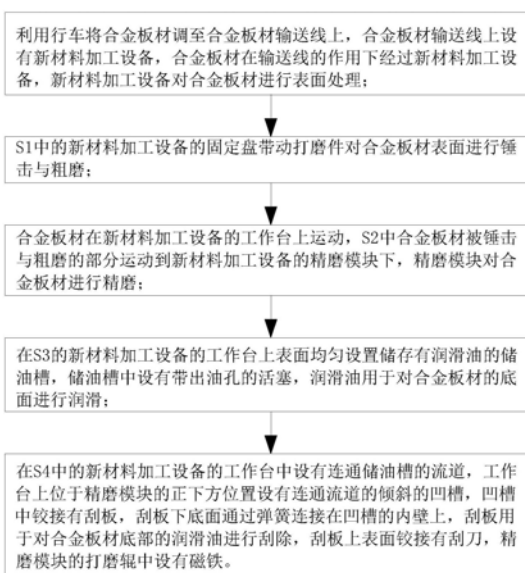 利用行车将合金板材调至合金板材输送线上，合金板材输送线上设
有新材料加工设备，合金板材在输送线的作用下经过新材料加工设
备，新材料加工设备对合金板材进行表面处理；
S1中的新材料加工设备的固定盘带动打磨件对合金板材表面进行锤
击与粗磨；
合金板材在新材料加工设备的工作台上运动，S2中合金板材被锤击
与粗磨的部分运动到新材料加工设备的精磨模块下，精磨模块对合
金板材进行精磨；
在S3的新材料加工设备的工作台上表面均匀设置储存有润滑油的储
油槽，储油槽中设有带出油孔的活塞，润滑油用于对合金板材的底
面进行润滑；
在S4中的新材料加工设备的工作台中设有连通储油槽的流道，工作
台上位于精磨模块的正下方位置设有连通流道的倾斜的凹槽，凹槽
中铰接有刮板，刮板下底面通过弹簧连接在凹槽的内壁上，刮板用
于对合金板材底部的润滑油进行刮除，刮板上表面铰接有刮刀，精
磨模块的打磨辊中设有磁铁。